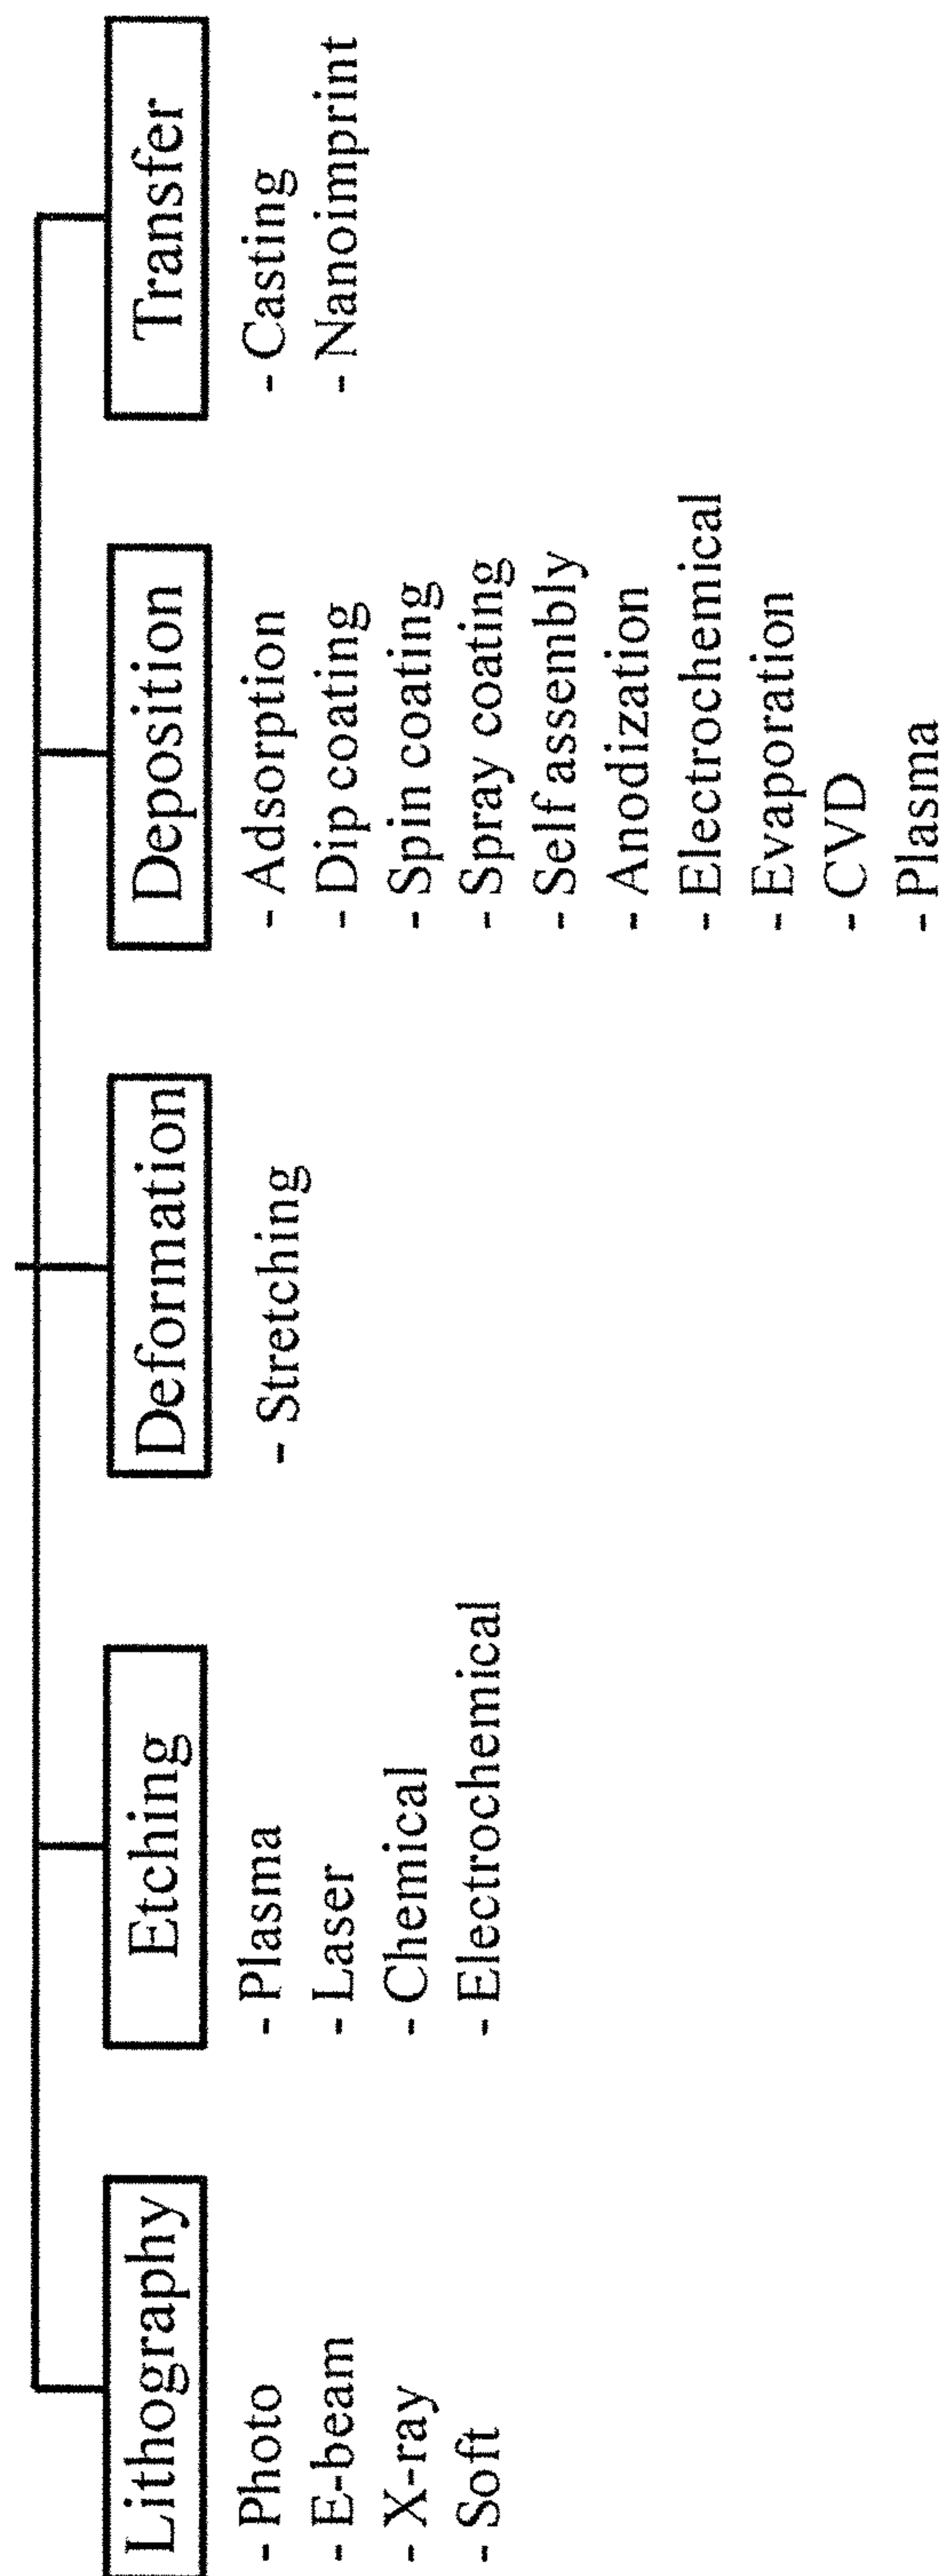 Lithography
- Photo
- E-beam
- X-ray
- Soft
Etching
- Plasma
- Laser
- Chemical
- Electrochemical
Deformation
- Stretching
Deposition
- Adsorption
- Dip coating
- Spin coating
- Spray coating
- Self assembly
- Anodization
- Electrochemical
- Evaporation
- CVD
- Plasma
Transfer
- Casting
- Nanoimprint